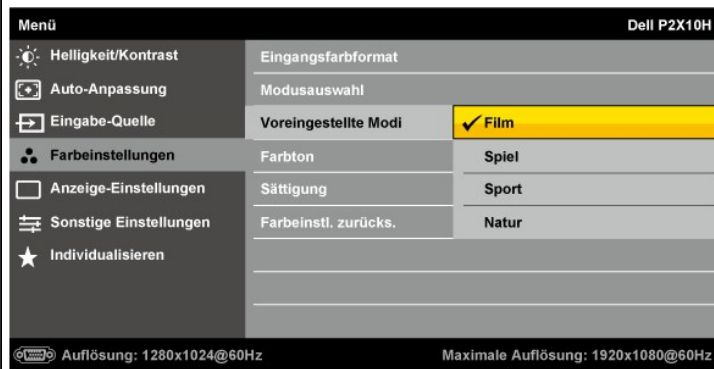 Menü Dell P2X10H
Helligkeit/Kontrast
Auto-Anpassung
Eingabe-Quelle
Farbeinstellungen
Anzeige-Einstellungen
Sonstige Einstellungen
Individualisieren
Eingangsfarbformat
Modusauswahl
Voreingestellte Modi
Farbton
Sättigung
Farbeinstl. zurücks.
Film
Spiel
Sport
Natur
Auflösung: 1280x1024@60Hz Maximale Auflösung: 1920x1080@60Hz